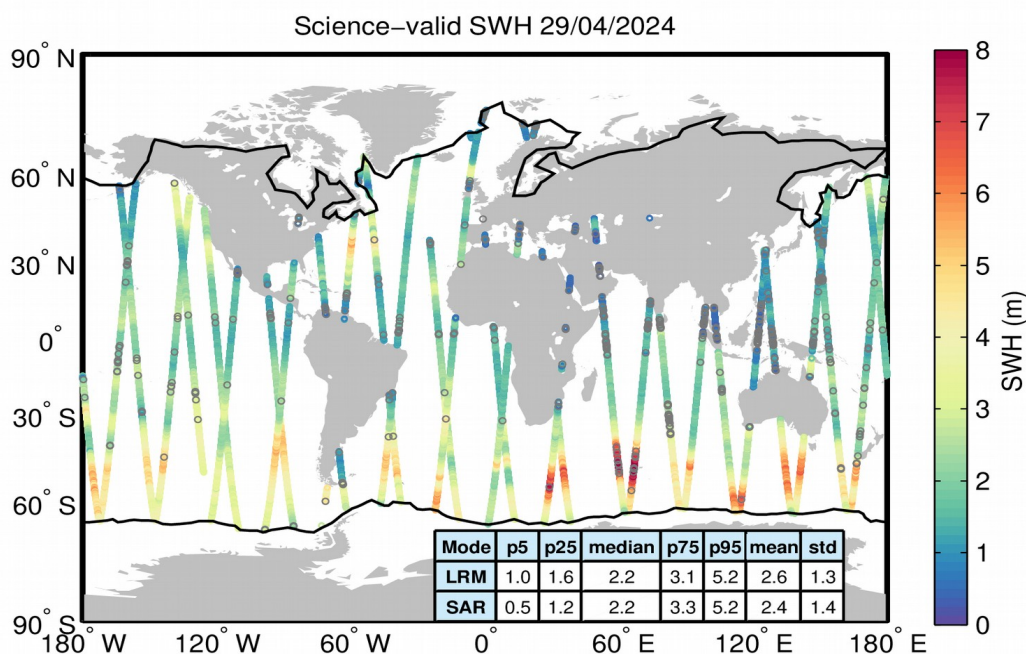 Science–valid SWH 29/04/2024
90° N
60° N
30° N
0°
30° S
60° S
90° S
180° W
120° W
60° W
0°
60° E
120° E
180° E
8
7
6
5
4
3
2
1
0
SWH (m)
Mode p5 p25 median p75 p95 mean std
LRM 1.0 1.6 2.2 3.1 5.2 2.6 1.3
SAR 0.5 1.2 2.2 3.3 5.2 2.4 1.4